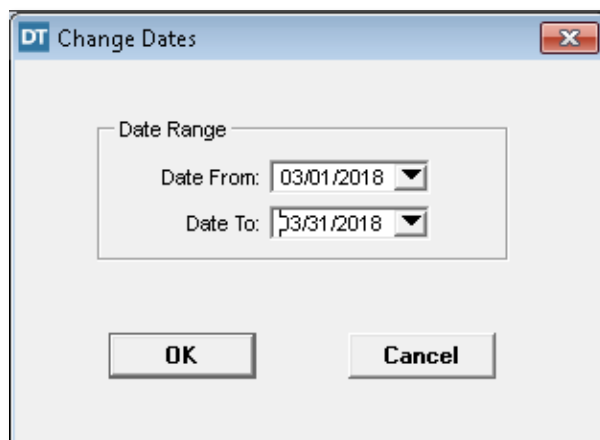 DT Change Dates
Date Range
Date From: 03/01/2018
Date To: 03/31/2018
OK Cancel